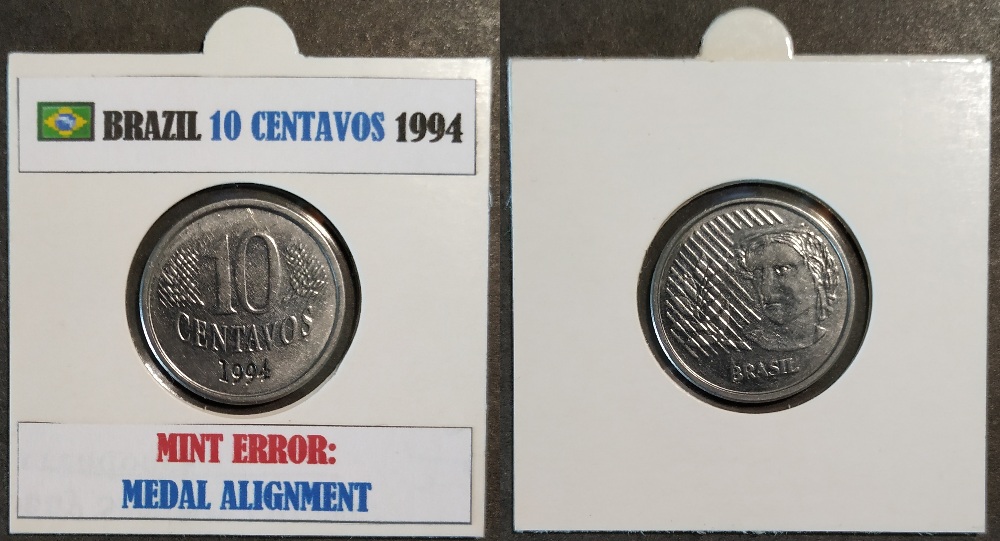 BRAZIL 10 CENTAVOS 1994
10
CENTAVOS
1994
MINT ERROR:
MEDAL ALIGNMENT
BRASIL